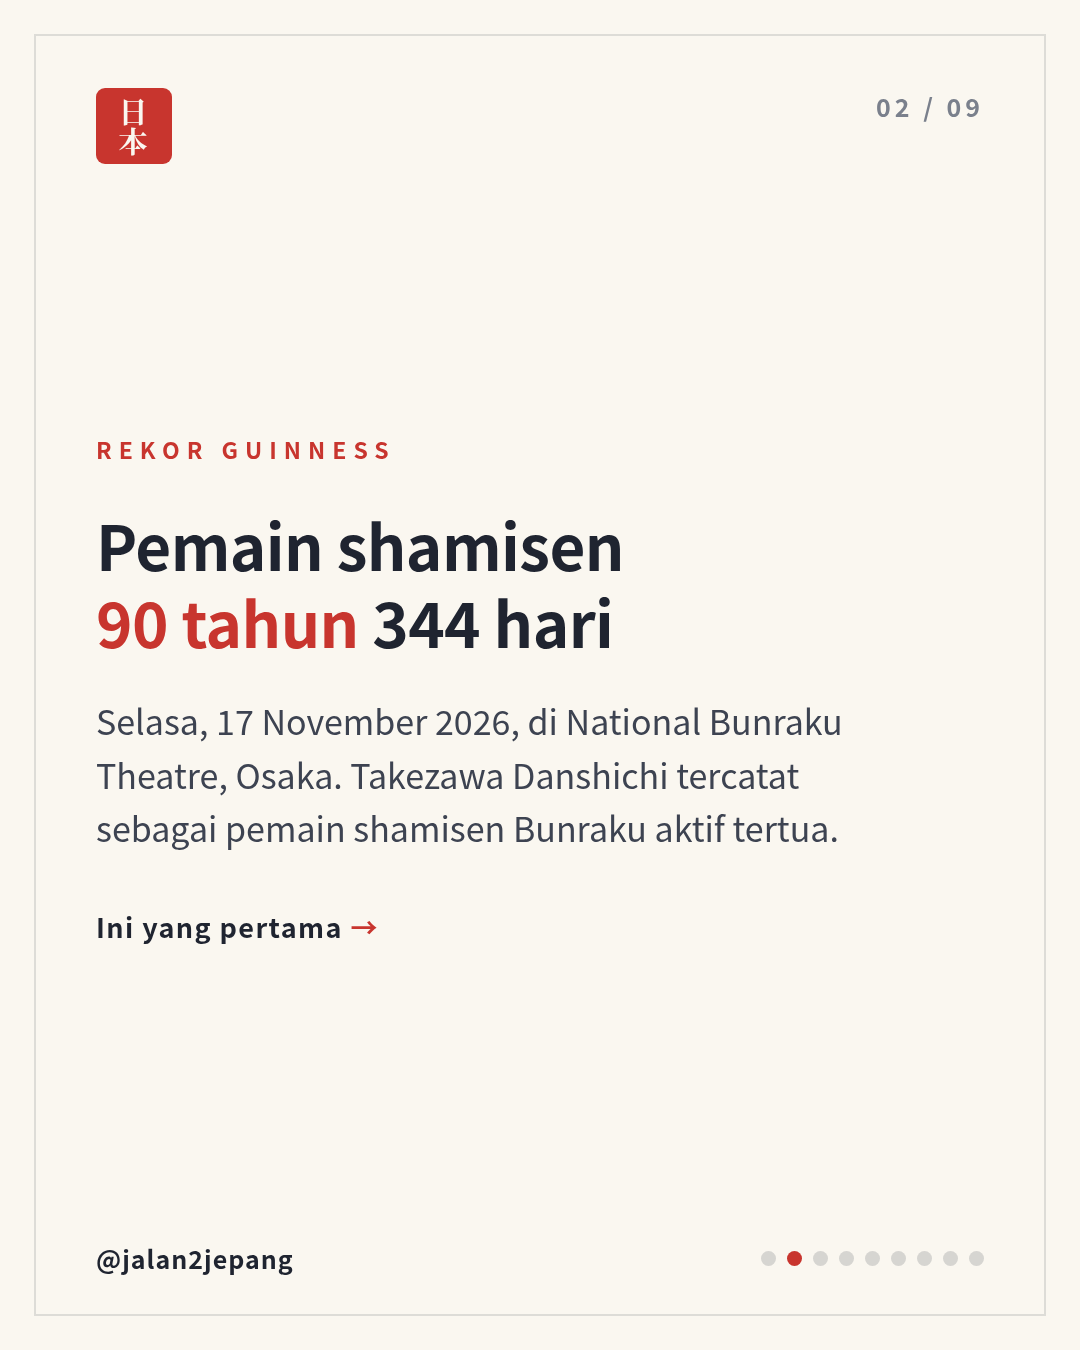 日本
02 / 09
REKOR GUINNESS
Pemain shamisen
90 tahun 344 hari
Selasa, 17 November 2026, di National Bunraku
Theatre, Osaka. Takezawa Danshichi tercatat
sebagai pemain shamisen Bunraku aktif tertua.
Ini yang pertama →
@jalan2jepang